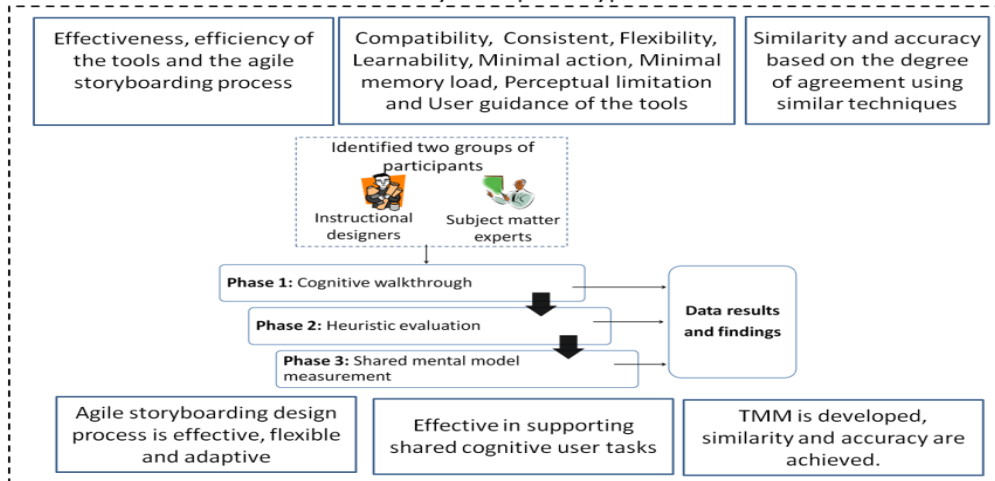 Effectiveness, efficiency of
the tools and the agile
storyboarding process
Compatibility, Consistent, Flexibility,
Learnability, Minimal action, Minimal
memory load, Perceptual limitation
and User guidance of the tools
Similarity and accuracy
based on the degree
of agreement using
similar techniques
Identified two groups of
participants
Instructional
designers
Subject matter
experts
Phase 1: Cognitive walkthrough
Phase 2: Heuristic evaluation
Phase 3: Shared mental model
measurement
Data results
and findings
Agile storyboarding design
process is effective, flexible
and adaptive
Effective in supporting
shared cognitive user tasks
TMM is developed,
similarity and accuracy are
achieved.